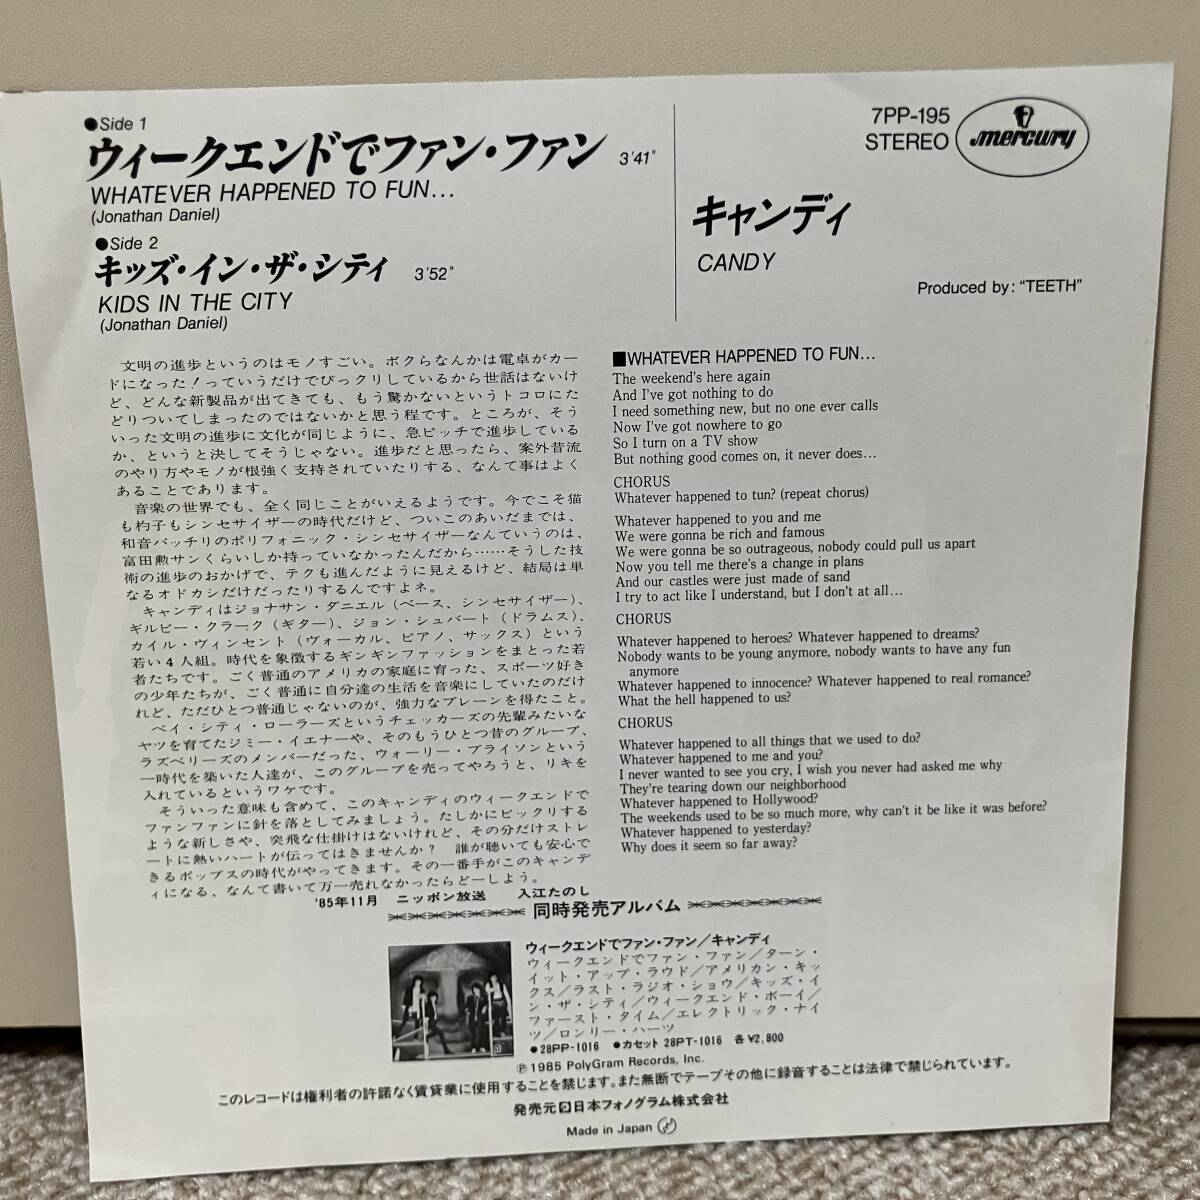 ●Side 1
ウィークエンドでファン・ファン 3'41"
WHATEVER HAPPENED TO FUN...
(Jonathan Daniel)
●Side 2
キッズ・イン・ザ・シティ 3'52"
KIDS IN THE CITY
(Jonathan Daniel)
7PP-195
STEREO
mercury
キャンディ
CANDY
Produced by: "TEETH"
文明の進歩というのはモノすごい。ボクらなんかは電卓がカー
ドになった！っていうだけでびっクリしているから世話はないけ
ど、どんな新製品が出てきても、もう驚かないというトコロにた
どりついてしまったのではないかと思う程です。ところが、そう
いった文明の進歩に文化が同じように、急ピッチで進歩している
か、というと決してそうじゃない。進歩だと思ったら、案外昔流
のやり方やモノが根強く支持されていたりする、なんて事はよく
あることであります。
音楽の世界でも、全く同じことがいえるようです。今でこそ猫
も杓子もシンセサイザーの時代だけど、ついこのあいだまでは、
和音バッチリのポリフォニック・シンセサイザーなんていうのは、
富田勲サンくらいしか持っていなかったんだから……そうした技
術の進歩のおかげで、テクも進んだように見えるけど、結局は単
なるオドカシだけだったりするんですよネ。
キャンディはジョナサン・ダニエル（ベース、シンセサイザー）、
ギルビー・クラーク（ギター）、ジョン・シュバート（ドラムス）、
カイル・ヴィンセント（ヴォーカル、ピアノ、サックス）という
若い4人組。時代を象徴するギンギンファッションをまとった若
者たちです。ごく普通のアメリカの家庭に育った、スポーツ好き
の少年たちが、ごく普通に自分達の生活を音楽にしていたのだけ
れど、ただひとつ普通じゃないのが、強力なブレーンを得たこと。
ベイ・シティ・ローラーズというチェッカーズの先輩みたいな
ヤツを育てたジミー・イエナーや、そのもうひとつ昔のグループ、
ラズベリーズのメンバーだった、ウォーリー・ブライソンという
一時代を築いた人達が、このグループを売ってやろうと、リキを
入れているというワケです。
そういった意味も含めて、このキャンディのウィークエンドで
ファンファンに針を落としてみましょう。たしかにビックリする
ような新しさや、突飛な仕掛けはないけれど、その分だけストレ
ートに熱いハートが伝ってはきませんか？ 誰が聴いても安心で
きるポップスの時代がやってきます。その一番手がこのキャンデ
ィになる、なんて書いて万一売れなかったらどーしよう。
'85年11月 ニッポン放送 入江たのし
■WHATEVER HAPPENED TO FUN...
The weekend's here again
And I've got nothing to do
I need something new, but no one ever calls
Now I've got nowhere to go
So I turn on a TV show
But nothing good comes on, it never does...
CHORUS
Whatever happened to tun? (repeat chorus)
Whatever happened to you and me
We were gonna be rich and famous
We were gonna be so outrageous, nobody could pull us apart
Now you tell me there's a change in plans
And our castles were just made of sand
I try to act like I understand, but I don't at all...
CHORUS
Whatever happened to heroes? Whatever happened to dreams?
Nobody wants to be young anymore, nobody wants to have any fun
anymore
Whatever happened to innocence? Whatever happened to real romance?
What the hell happened to us?
CHORUS
Whatever happened to all things that we used to do?
Whatever happened to me and you?
I never wanted to see you cry, I wish you never had asked me why
They're tearing down our neighborhood
Whatever happened to Hollywood?
The weekends used to be so much more, why can't it be like it was before?
Whatever happened to yesterday?
Why does it seem so far away?
同時発売アルバム
ウィークエンドでファン・ファン／キャンディ
ウィークエンドでファン・ファン／ターン・
イット・アップ・ラウド／アメリカン・キッ
クス／ラスト・ラジオ・ショウ／キッズ・イ
ン・ザ・シティ／ウィークエンド・ボーイ／
ファースト・タイム／エレクトリック・ナイ
ツ／ロンリー・ハーツ
●28PP-1016 ●カセット 28PT-1016 各¥2,800
Ⓟ1985 PolyGram Records, Inc.
このレコードは権利者の許諾なく賃貸業に使用することを禁じます。また無断でテープその他に録音することは法律で禁じられています。
発売元 日本フォノグラム株式会社
Made in Japan